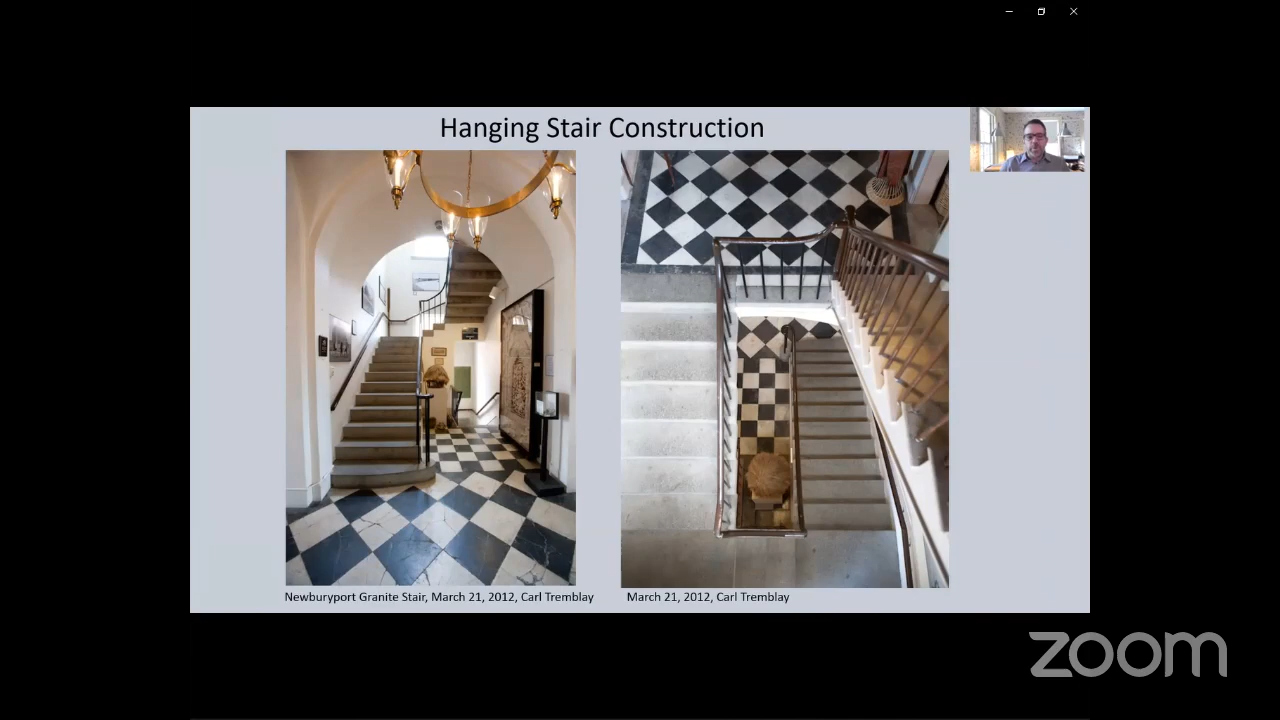 Hanging Stair Construction
Newburyport Granite Stair, March 21, 2012, Carl Tremblay
March 21, 2012, Carl Tremblay
zoom